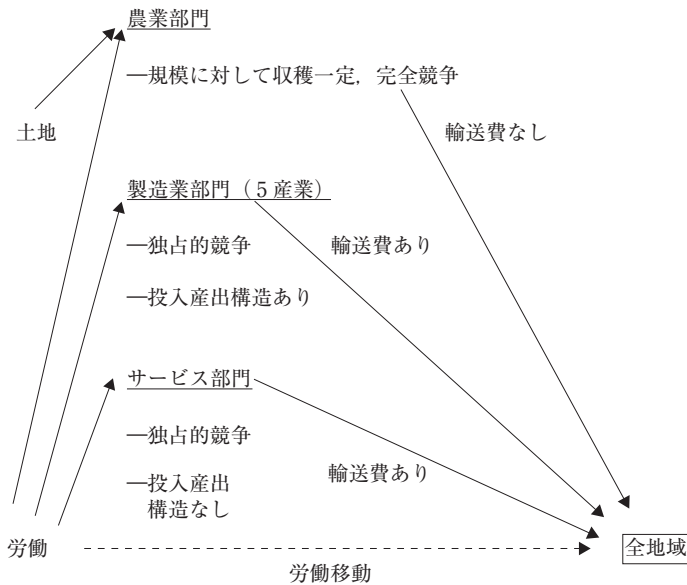 農業部門
―規模に対して収穫一定，完全競争
土地
輸送費なし
製造業部門（5産業）
―独占的競争
輸送費あり
―投入産出構造あり
サービス部門
―独占的競争
輸送費あり
―投入産出
構造なし
労働
全地域
労働移動